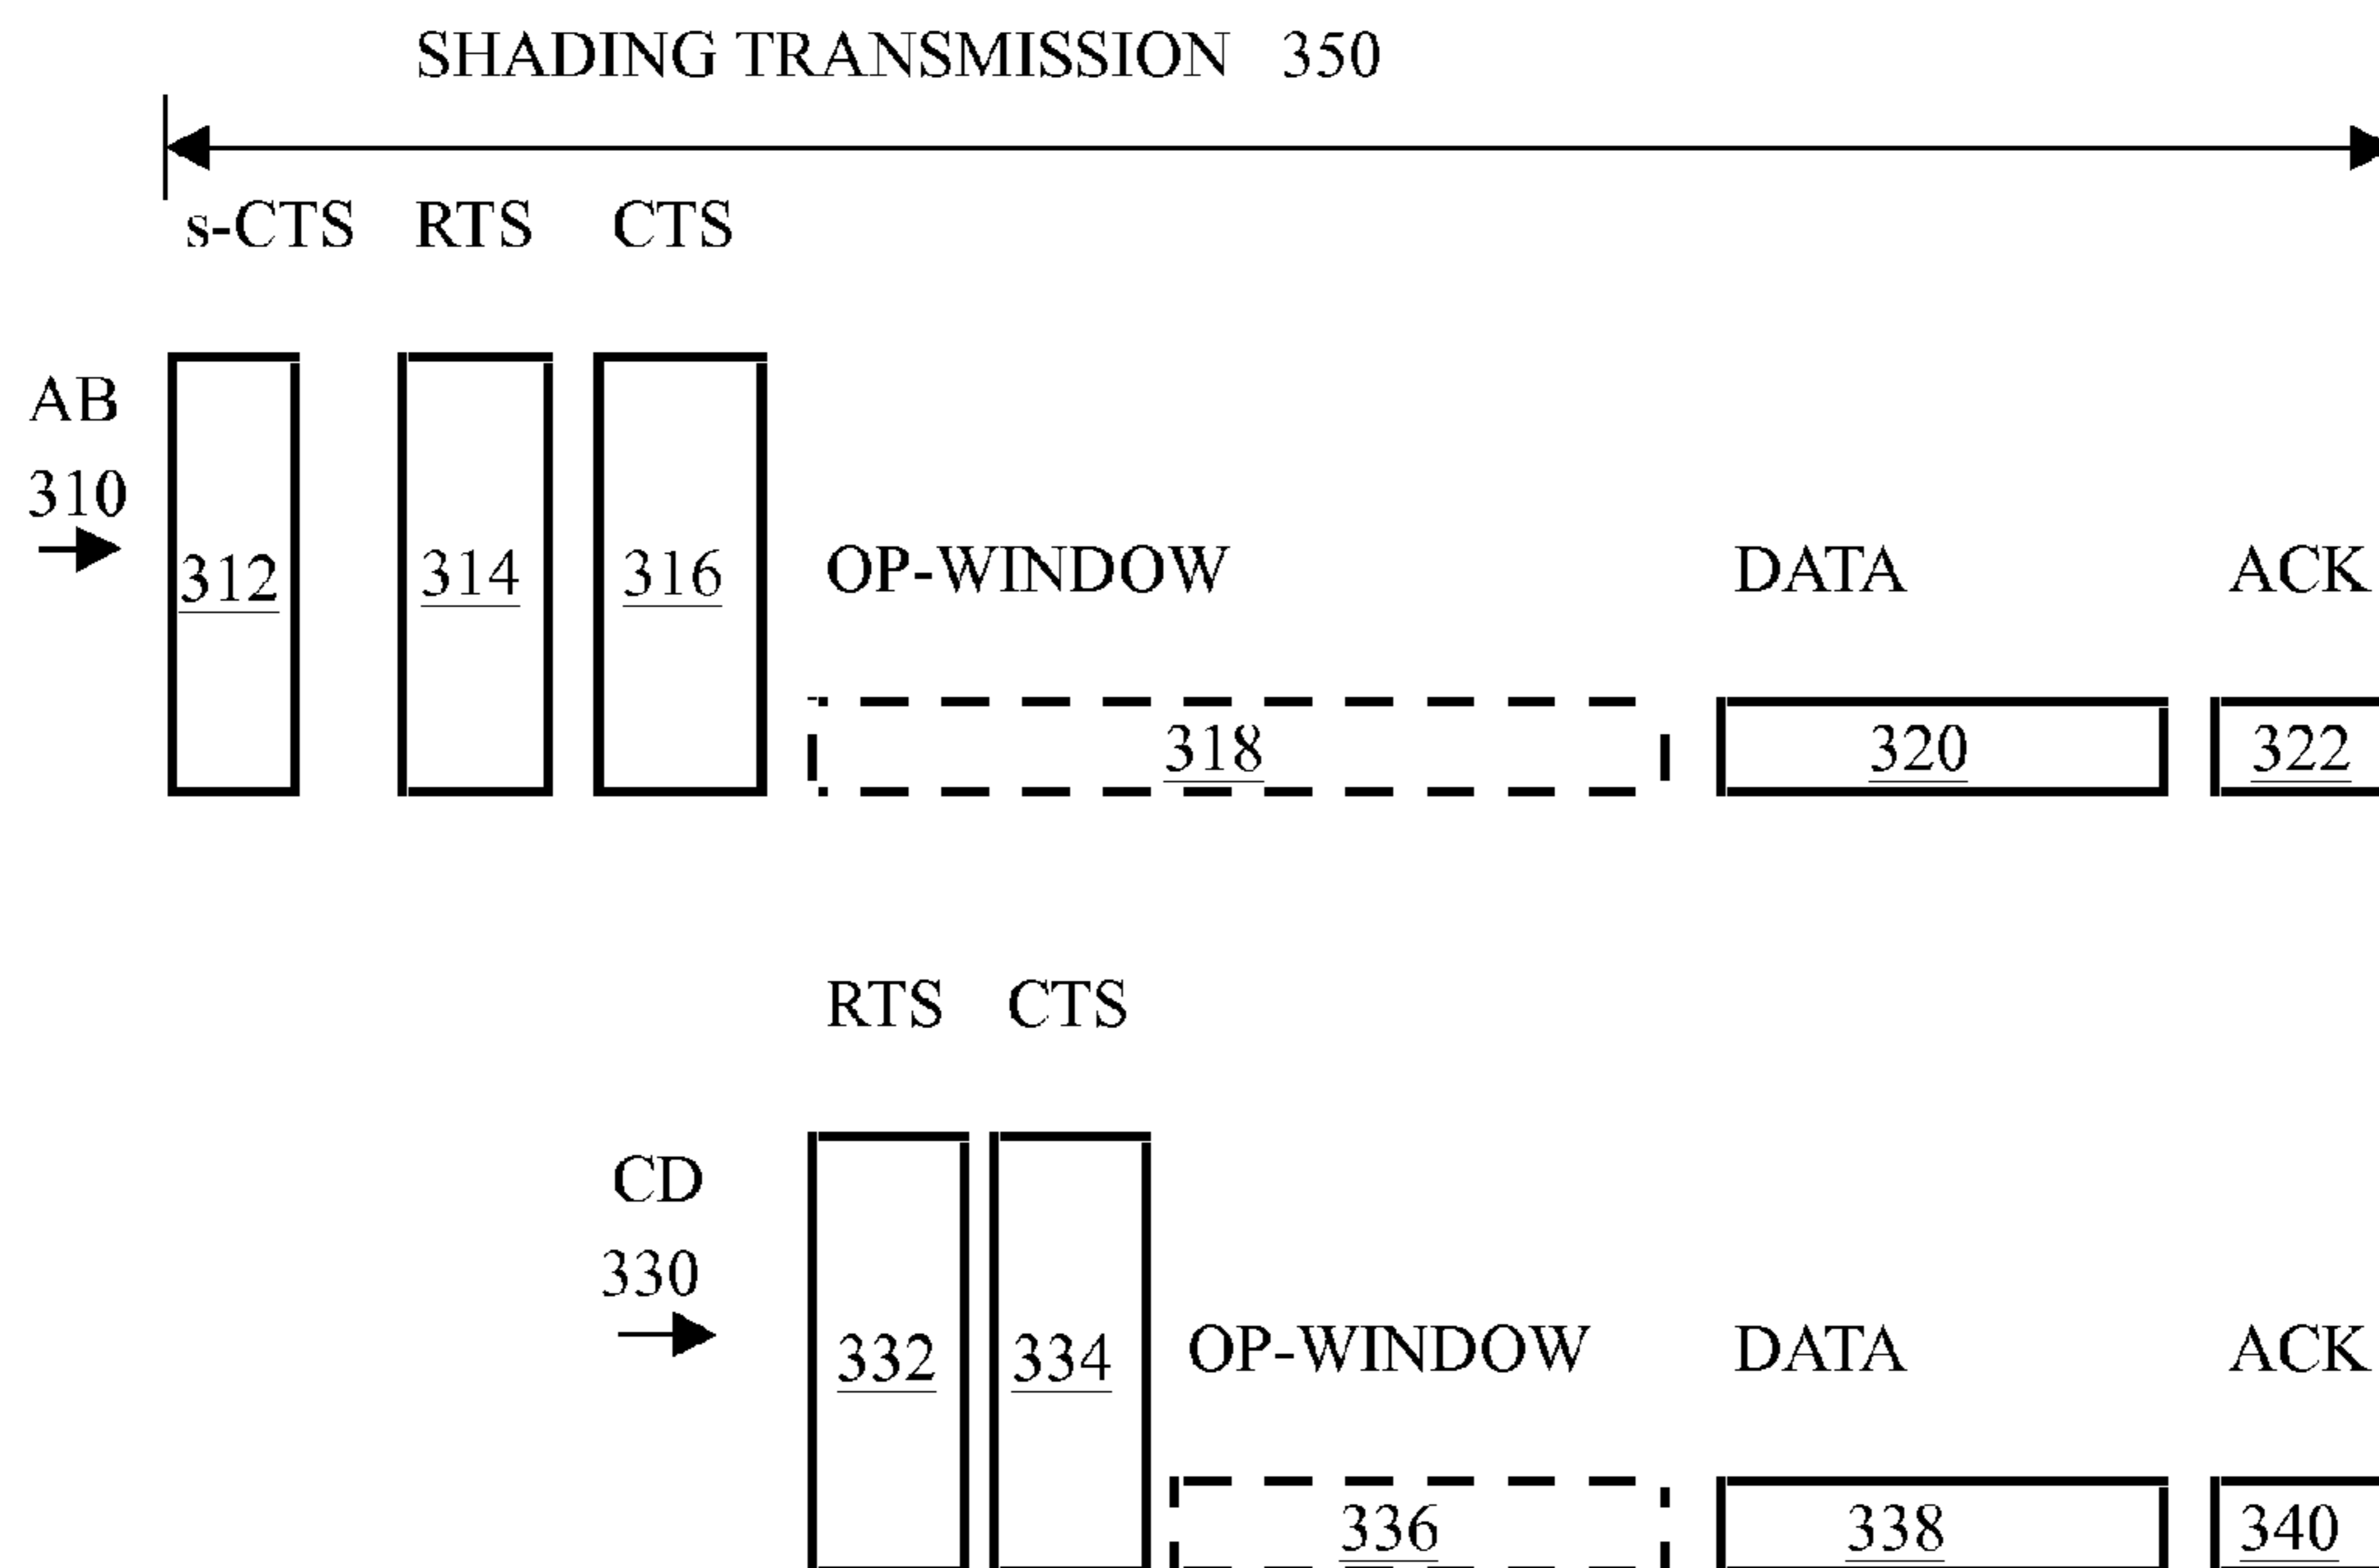 SHADING TRANSMISSION 350
s-CTS RTS CTS
AB
310
312 314 316 OP-WINDOW DATA ACK
318 320 322
RTS CTS
CD
330
332 334 OP-WINDOW DATA ACK
336 338 340